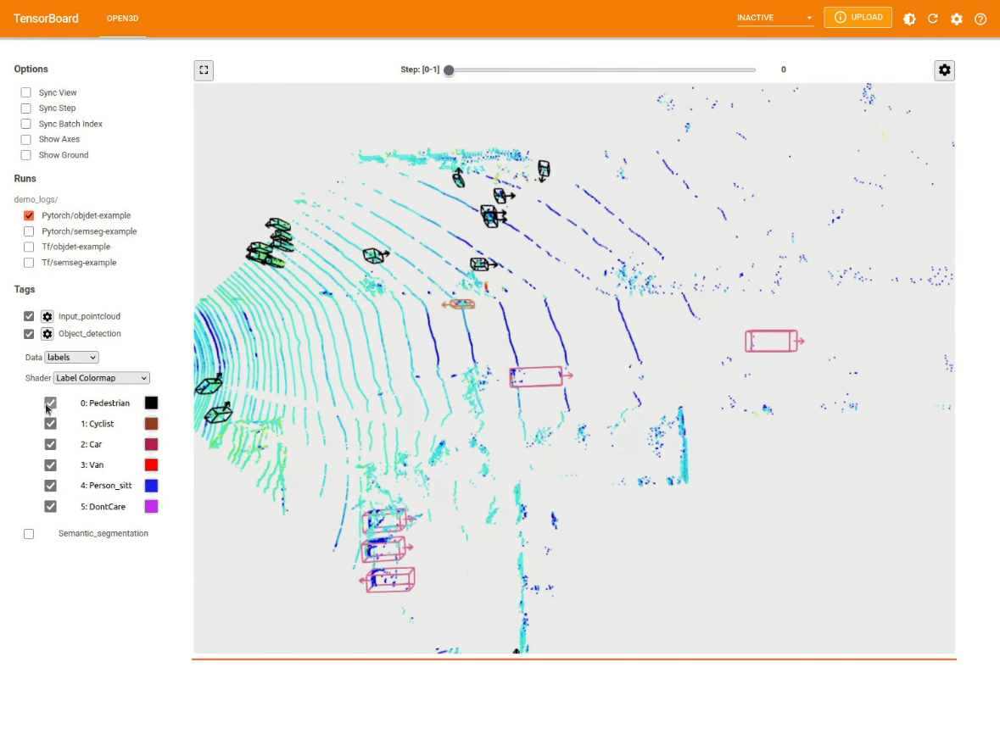 TensorBoard
OPEN3D
INACTIVE
UPLOAD
Options
Sync View
Sync Step
Sync Batch Index
Show Axes
Show Ground
Runs
demo_logs/
Pytorch/objdet-example
Pytorch/semseg-example
Tf/objdet-example
Tf/semseg-example
Tags
Input_pointcloud
Object_detection
Data labels
Shader Label Colormap
0: Pedestrian
1: Cyclist
2: Car
3: Van
4: Person_sitt
5: DontCare
Semantic_segmentation
Step: [0-1] 0